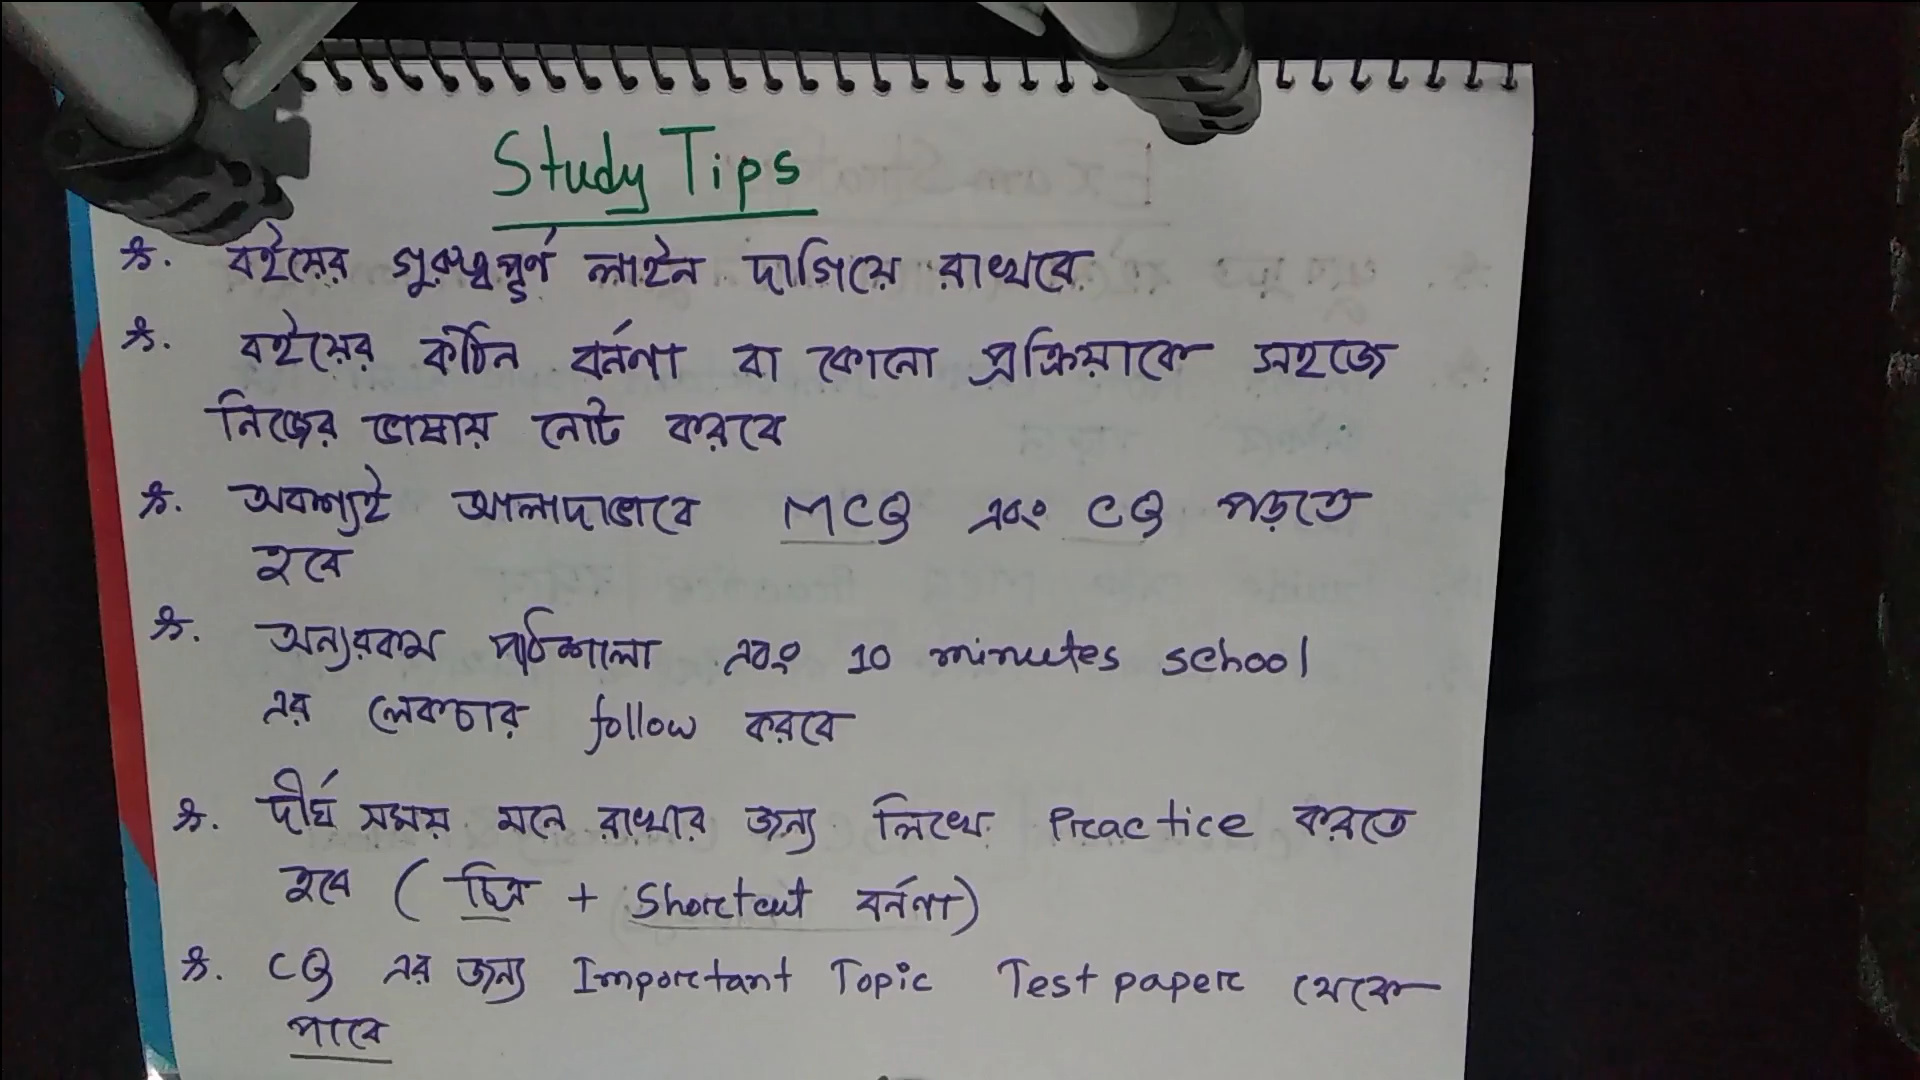 Study Tips
*. বইয়ের গুরুত্বপূর্ণ লাইন দাগিয়ে রাখবে
*. বইয়ের কঠিন বর্ননা বা কোনো প্রক্রিয়াকে সহজে
নিজের ভাষায় নোট করবে
*. অবশ্যই আলাদাভাবে MCQ এবং CQ পড়তে
হবে
*. অন্যরকম পাঠশালা এবং 10 minutes school
এর লেকচার follow করবে
*. দীর্ঘ সময় মনে রাখার জন্য লিখে Practice করতে
হবে ( চিত্র + Shortcut বর্ননা)
*. CQ এর জন্য Important Topic Test paper থেকে
পাবে